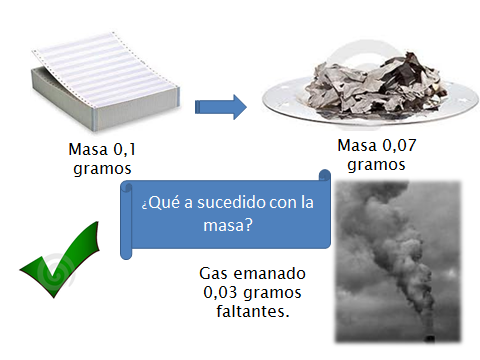 Masa 0,1
gramos
Masa 0,07
gramos
¿Qué a sucedido con la
masa?
Gas emanado
0,03 gramos
faltantes.